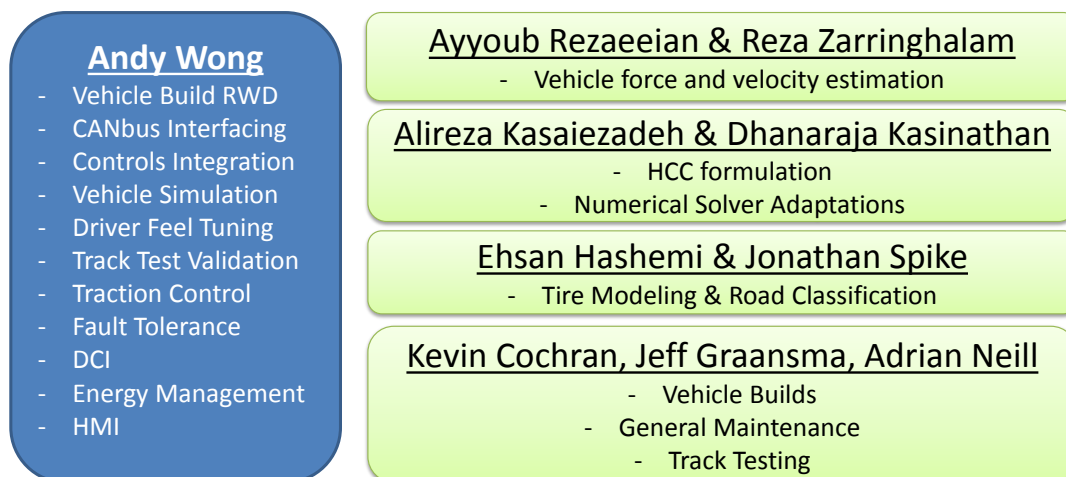 Andy Wong
- Vehicle Build RWD
- CANbus Interfacing
- Controls Integration
- Vehicle Simulation
- Driver Feel Tuning
- Track Test Validation
- Traction Control
- Fault Tolerance
- DCI
- Energy Management
- HMI
Ayyoub Rezaeeian & Reza Zarringhalam
- Vehicle force and velocity estimation
Alireza Kasaiezadeh & Dhanaraja Kasinathan
- HCC formulation
- Numerical Solver Adaptations
Ehsan Hashemi & Jonathan Spike
- Tire Modeling & Road Classification
Kevin Cochran, Jeff Graansma, Adrian Neill
- Vehicle Builds
- General Maintenance
- Track Testing